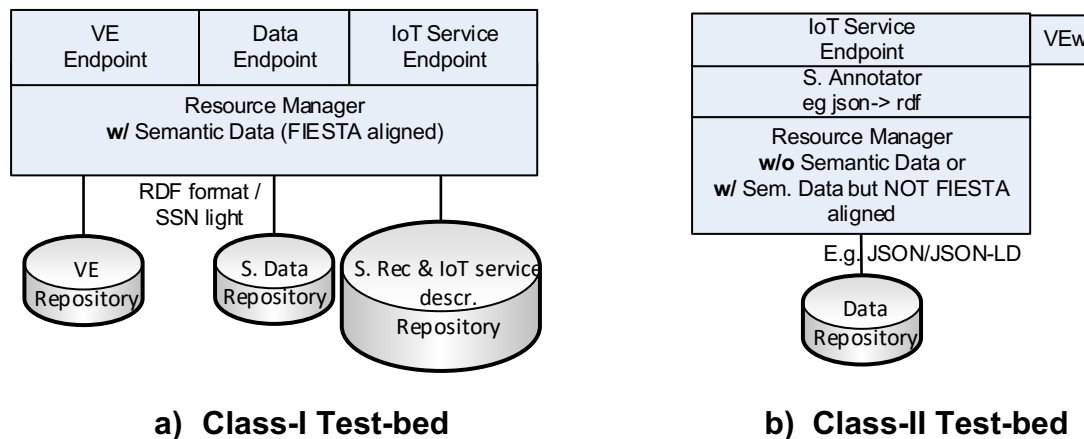 VE
Endpoint
Data
Endpoint
IoT Service
Endpoint
Resource Manager
w/ Semantic Data (FIESTA aligned)
RDF format /
SSN light
VE
Repository
S. Data
Repository
S. Rec & IoT service
descr.
Repository
a) Class-I Test-bed
IoT Service
Endpoint
VEw
S. Annotator
eg json-> rdf
Resource Manager
w/o Semantic Data or
w/ Sem. Data but NOT FIESTA
aligned
E.g. JSON/JSON-LD
Data
Repository
b) Class-II Test-bed